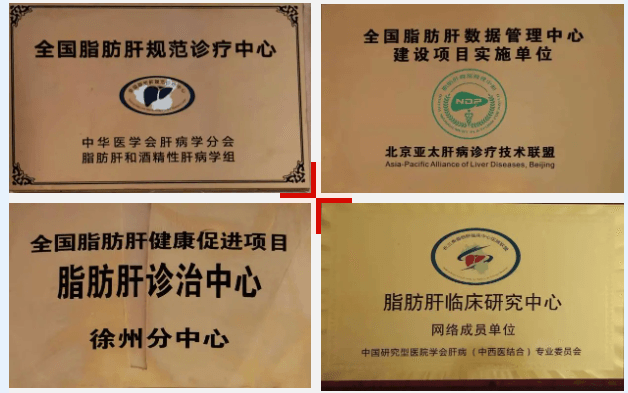 全国脂肪肝规范诊疗中心
中华医学会肝病学分会
脂肪肝和酒精性肝病学组
全国脂肪肝数据管理中心
建设项目实施单位
NDP
北京亚太肝病诊疗技术联盟
Asia-Pacific Alliance of Liver Diseases, Beijing
全国脂肪肝健康促进项目
脂肪肝诊治中心
徐州分中心
脂肪肝临床研究中心
网络成员单位
中国研究型医院学会肝病（中西医结合）专业委员会